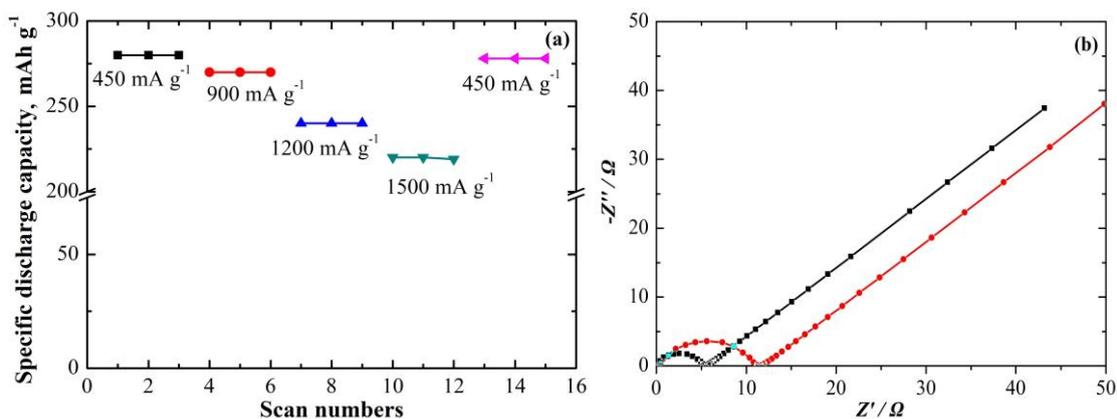 (a)
300
250
200
50
0
Specific discharge capacity, mAh g⁻¹
450 mA g⁻¹
900 mA g⁻¹
1200 mA g⁻¹
1500 mA g⁻¹
450 mA g⁻¹
0 2 4 6 8 10 12 14 16
Scan numbers
(b)
-50
-40
30
20
10
0
-Z''/Ω
0 10 20 30 40 50
Z'/Ω